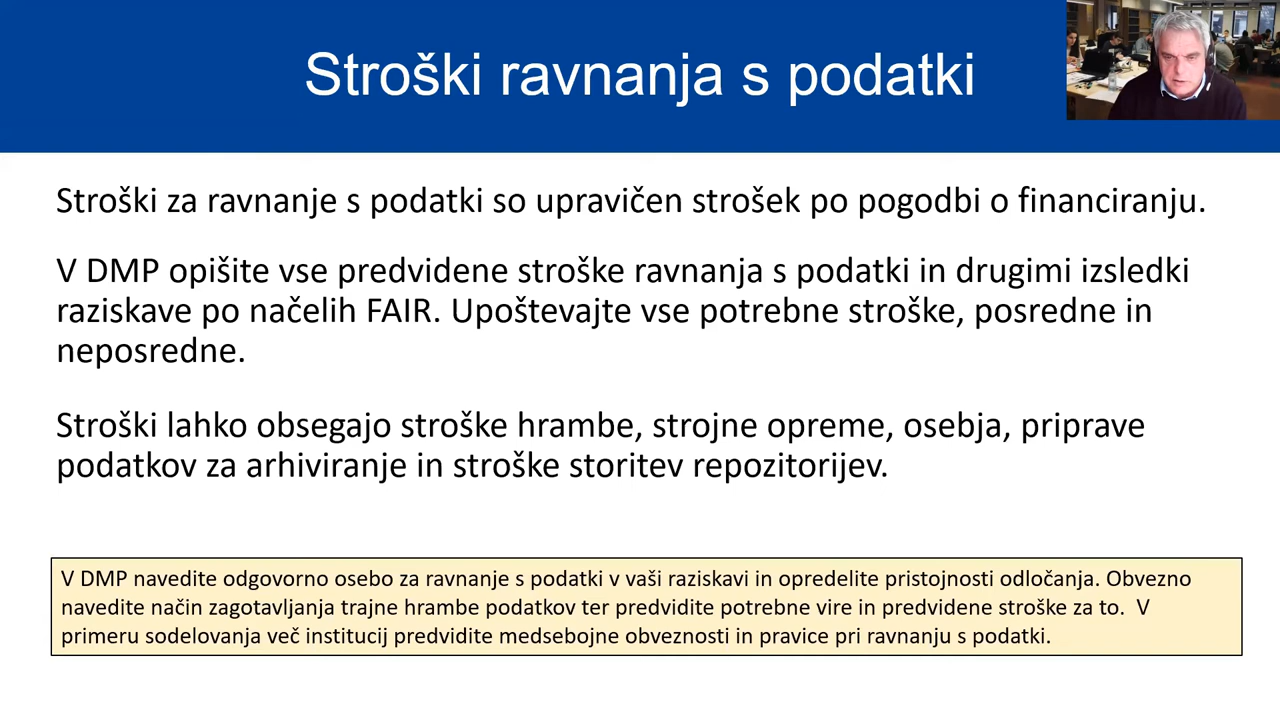 Stroški ravnanja s podatki
Stroški za ravnanje s podatki so upravičen strošek po pogodbi o financiranju.
V DMP opišite vse predvidene stroške ravnanja s podatki in drugimi izsledki
raziskave po načelih FAIR. Upoštevajte vse potrebne stroške, posredne in
neposredne.
Stroški lahko obsegajo stroške hrambe, strojne opreme, osebja, priprave
podatkov za arhiviranje in stroške storitev repozitorijev.
V DMP navedite odgovorno osebo za ravnanje s podatki v vaši raziskavi in opredelite pristojnosti odločanja. Obvezno
navedite način zagotavljanja trajne hrambe podatkov ter predvidite potrebne vire in predvidene stroške za to.  V
primeru sodelovanja več institucij predvidite medsebojne obveznosti in pravice pri ravnanju s podatki.